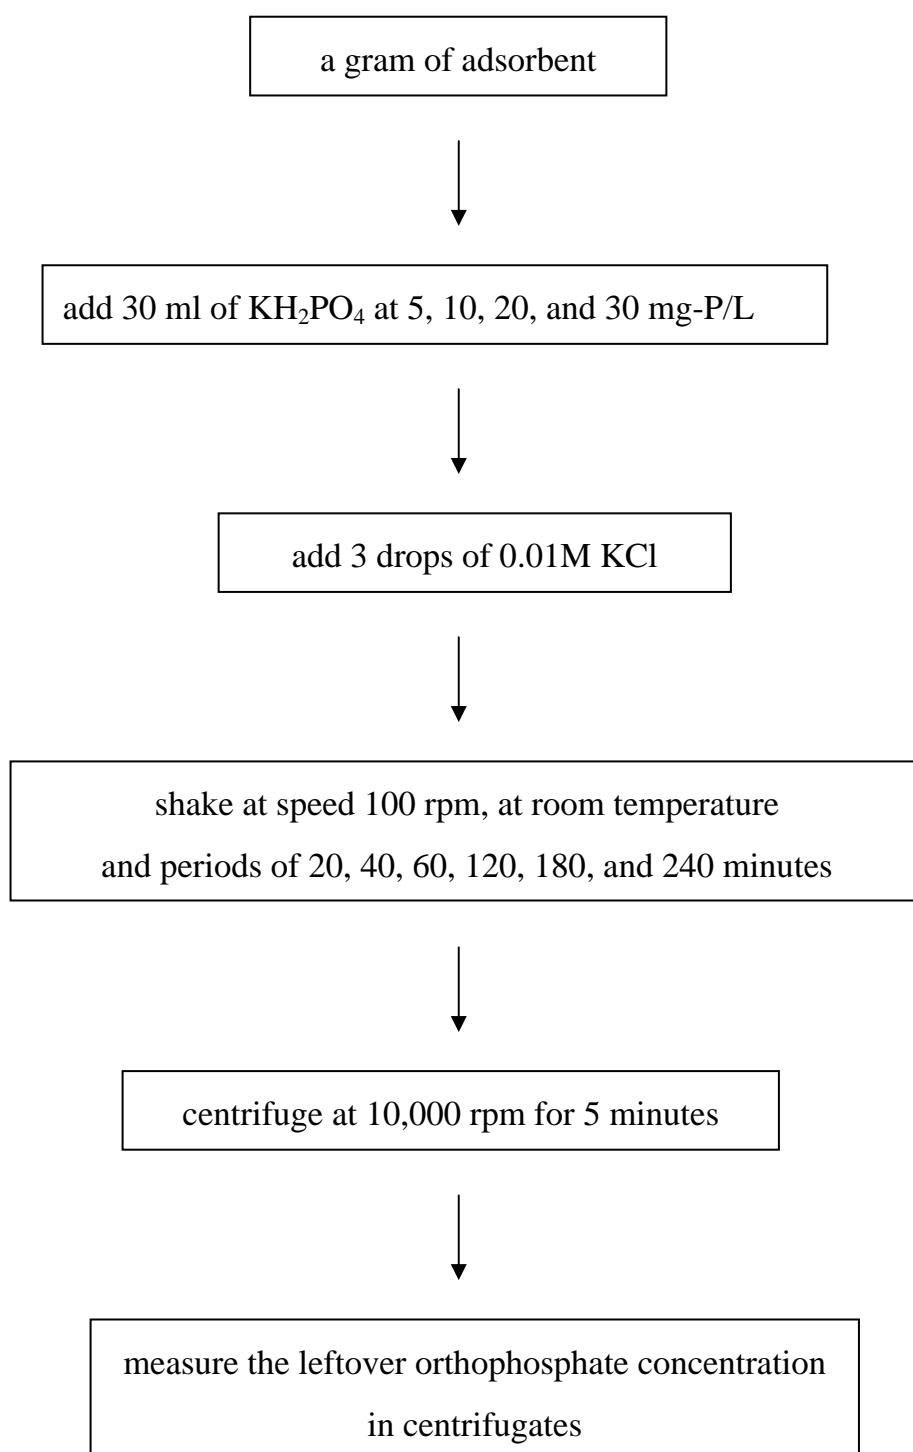 a gram of adsorbent
add 30 ml of KH₂PO₄ at 5, 10, 20, and 30 mg-P/L
add 3 drops of 0.01M KCl
shake at speed 100 rpm, at room temperature
and periods of 20, 40, 60, 120, 180, and 240 minutes
centrifuge at 10,000 rpm for 5 minutes
measure the leftover orthophosphate concentration
in centrifugates